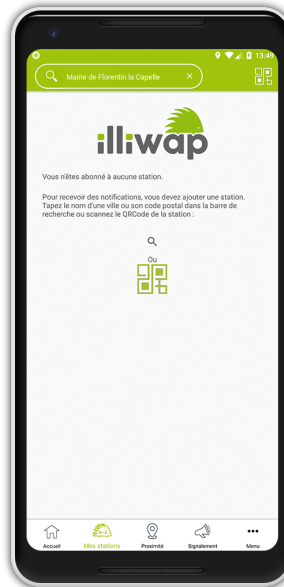 13:49
Mairie de Florentin la Capelle ×
illiwap
Vous n'êtes abonné à aucune station.
Pour recevoir des notifications, vous devez ajouter une station.
Tapez le nom d'une ville ou son code postal dans la barre de
recherche ou scannez le QRCode de la station :
Ou
A-Z
Accueil Mes stations Proximité Signalement Menu